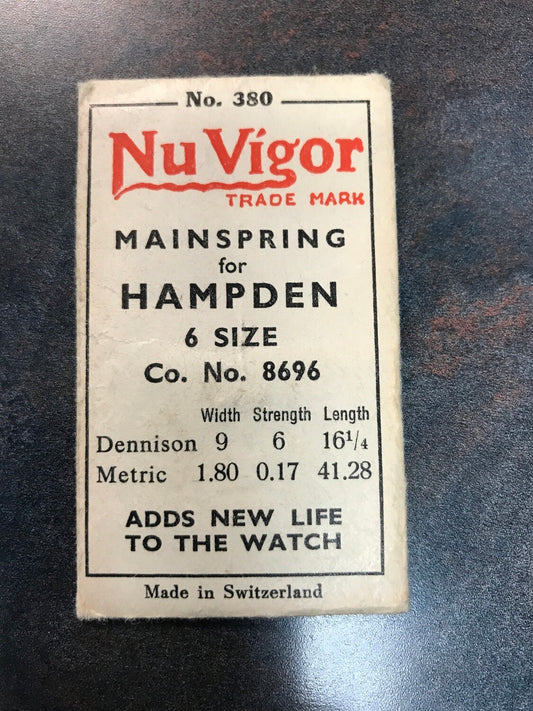 No. 380
Nu Vigor
TRADE MARK
MAINSPRING
for
HAMPDEN
6 SIZE
Co. No. 8696
Width Strength Length
Dennison 9 6 16¼
Metric 1.80 0.17 41.28
ADDS NEW LIFE
TO THE WATCH
Made in Switzerland